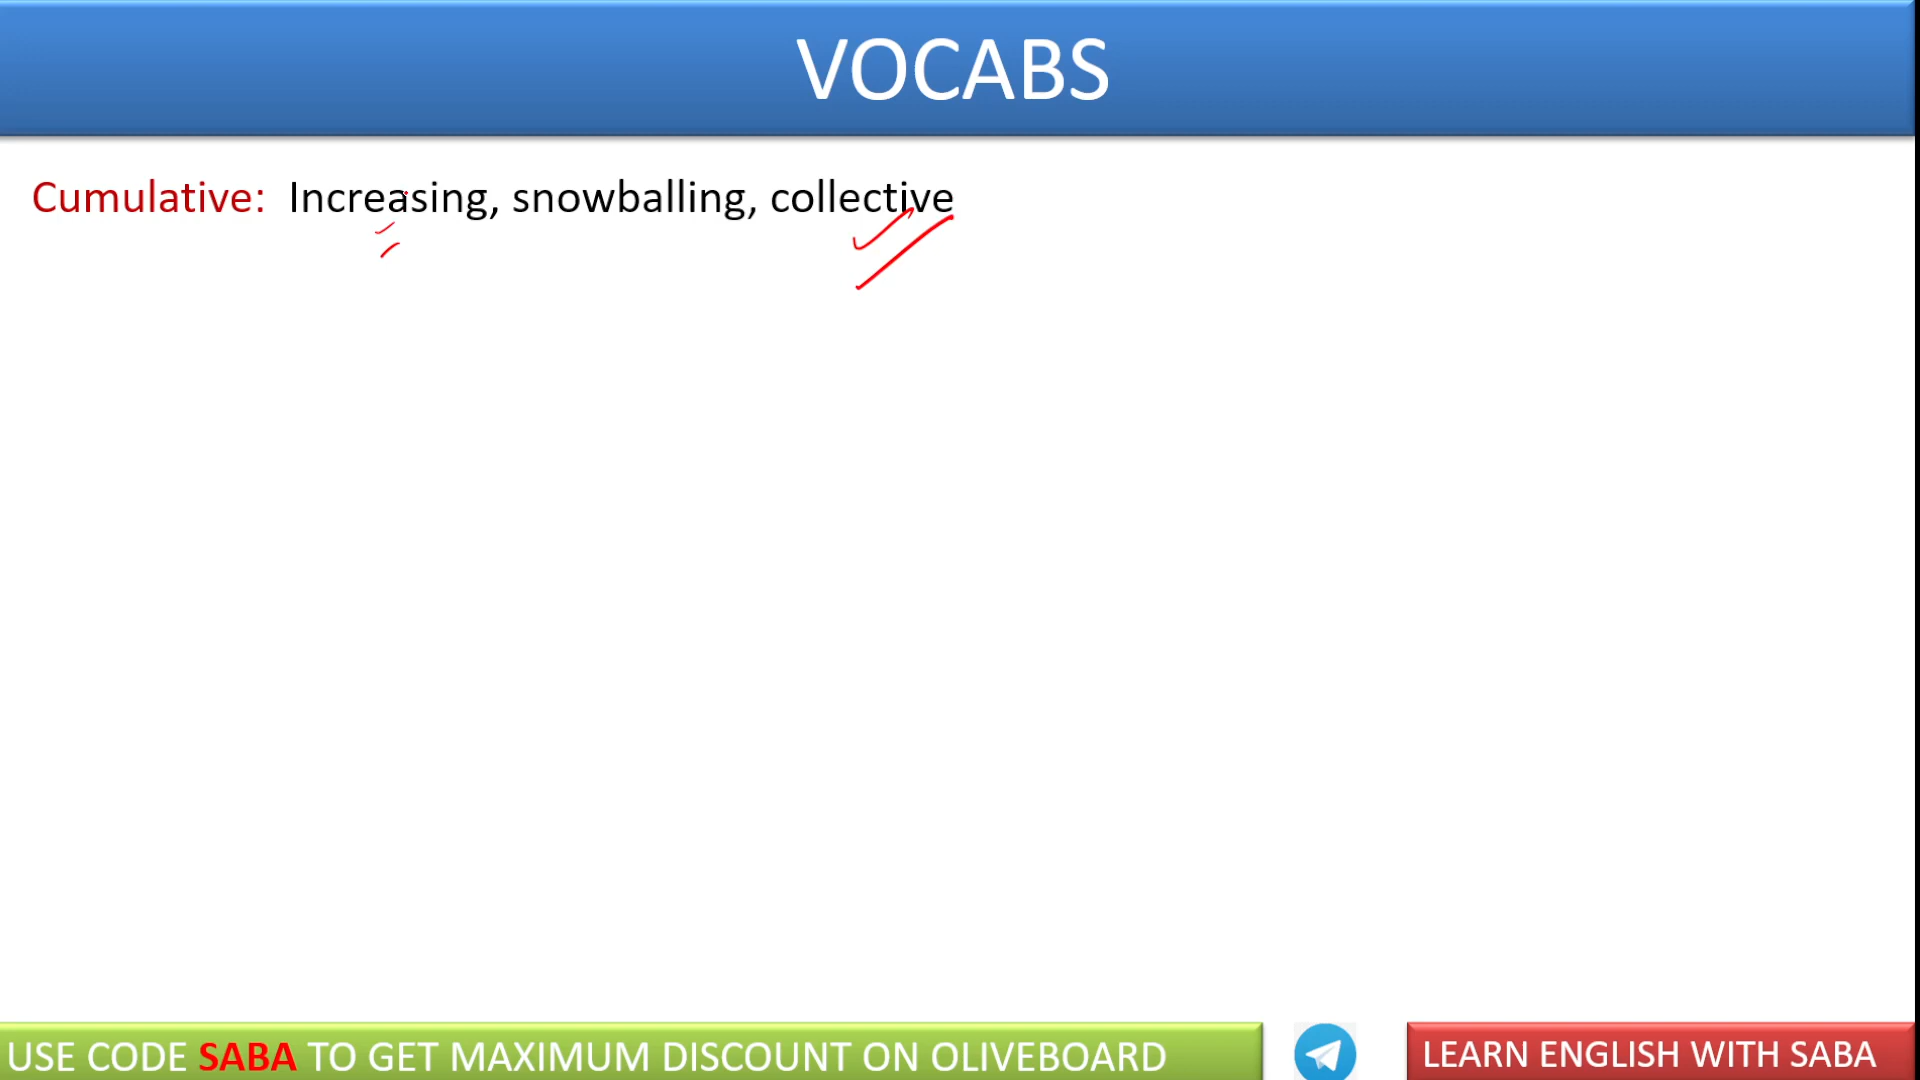 VOCABS
Cumulative: Increasing, snowballing, collective
USE CODE SABA TO GET MAXIMUM DISCOUNT ON OLIVEBOARD
LEARN ENGLISH WITH SABA